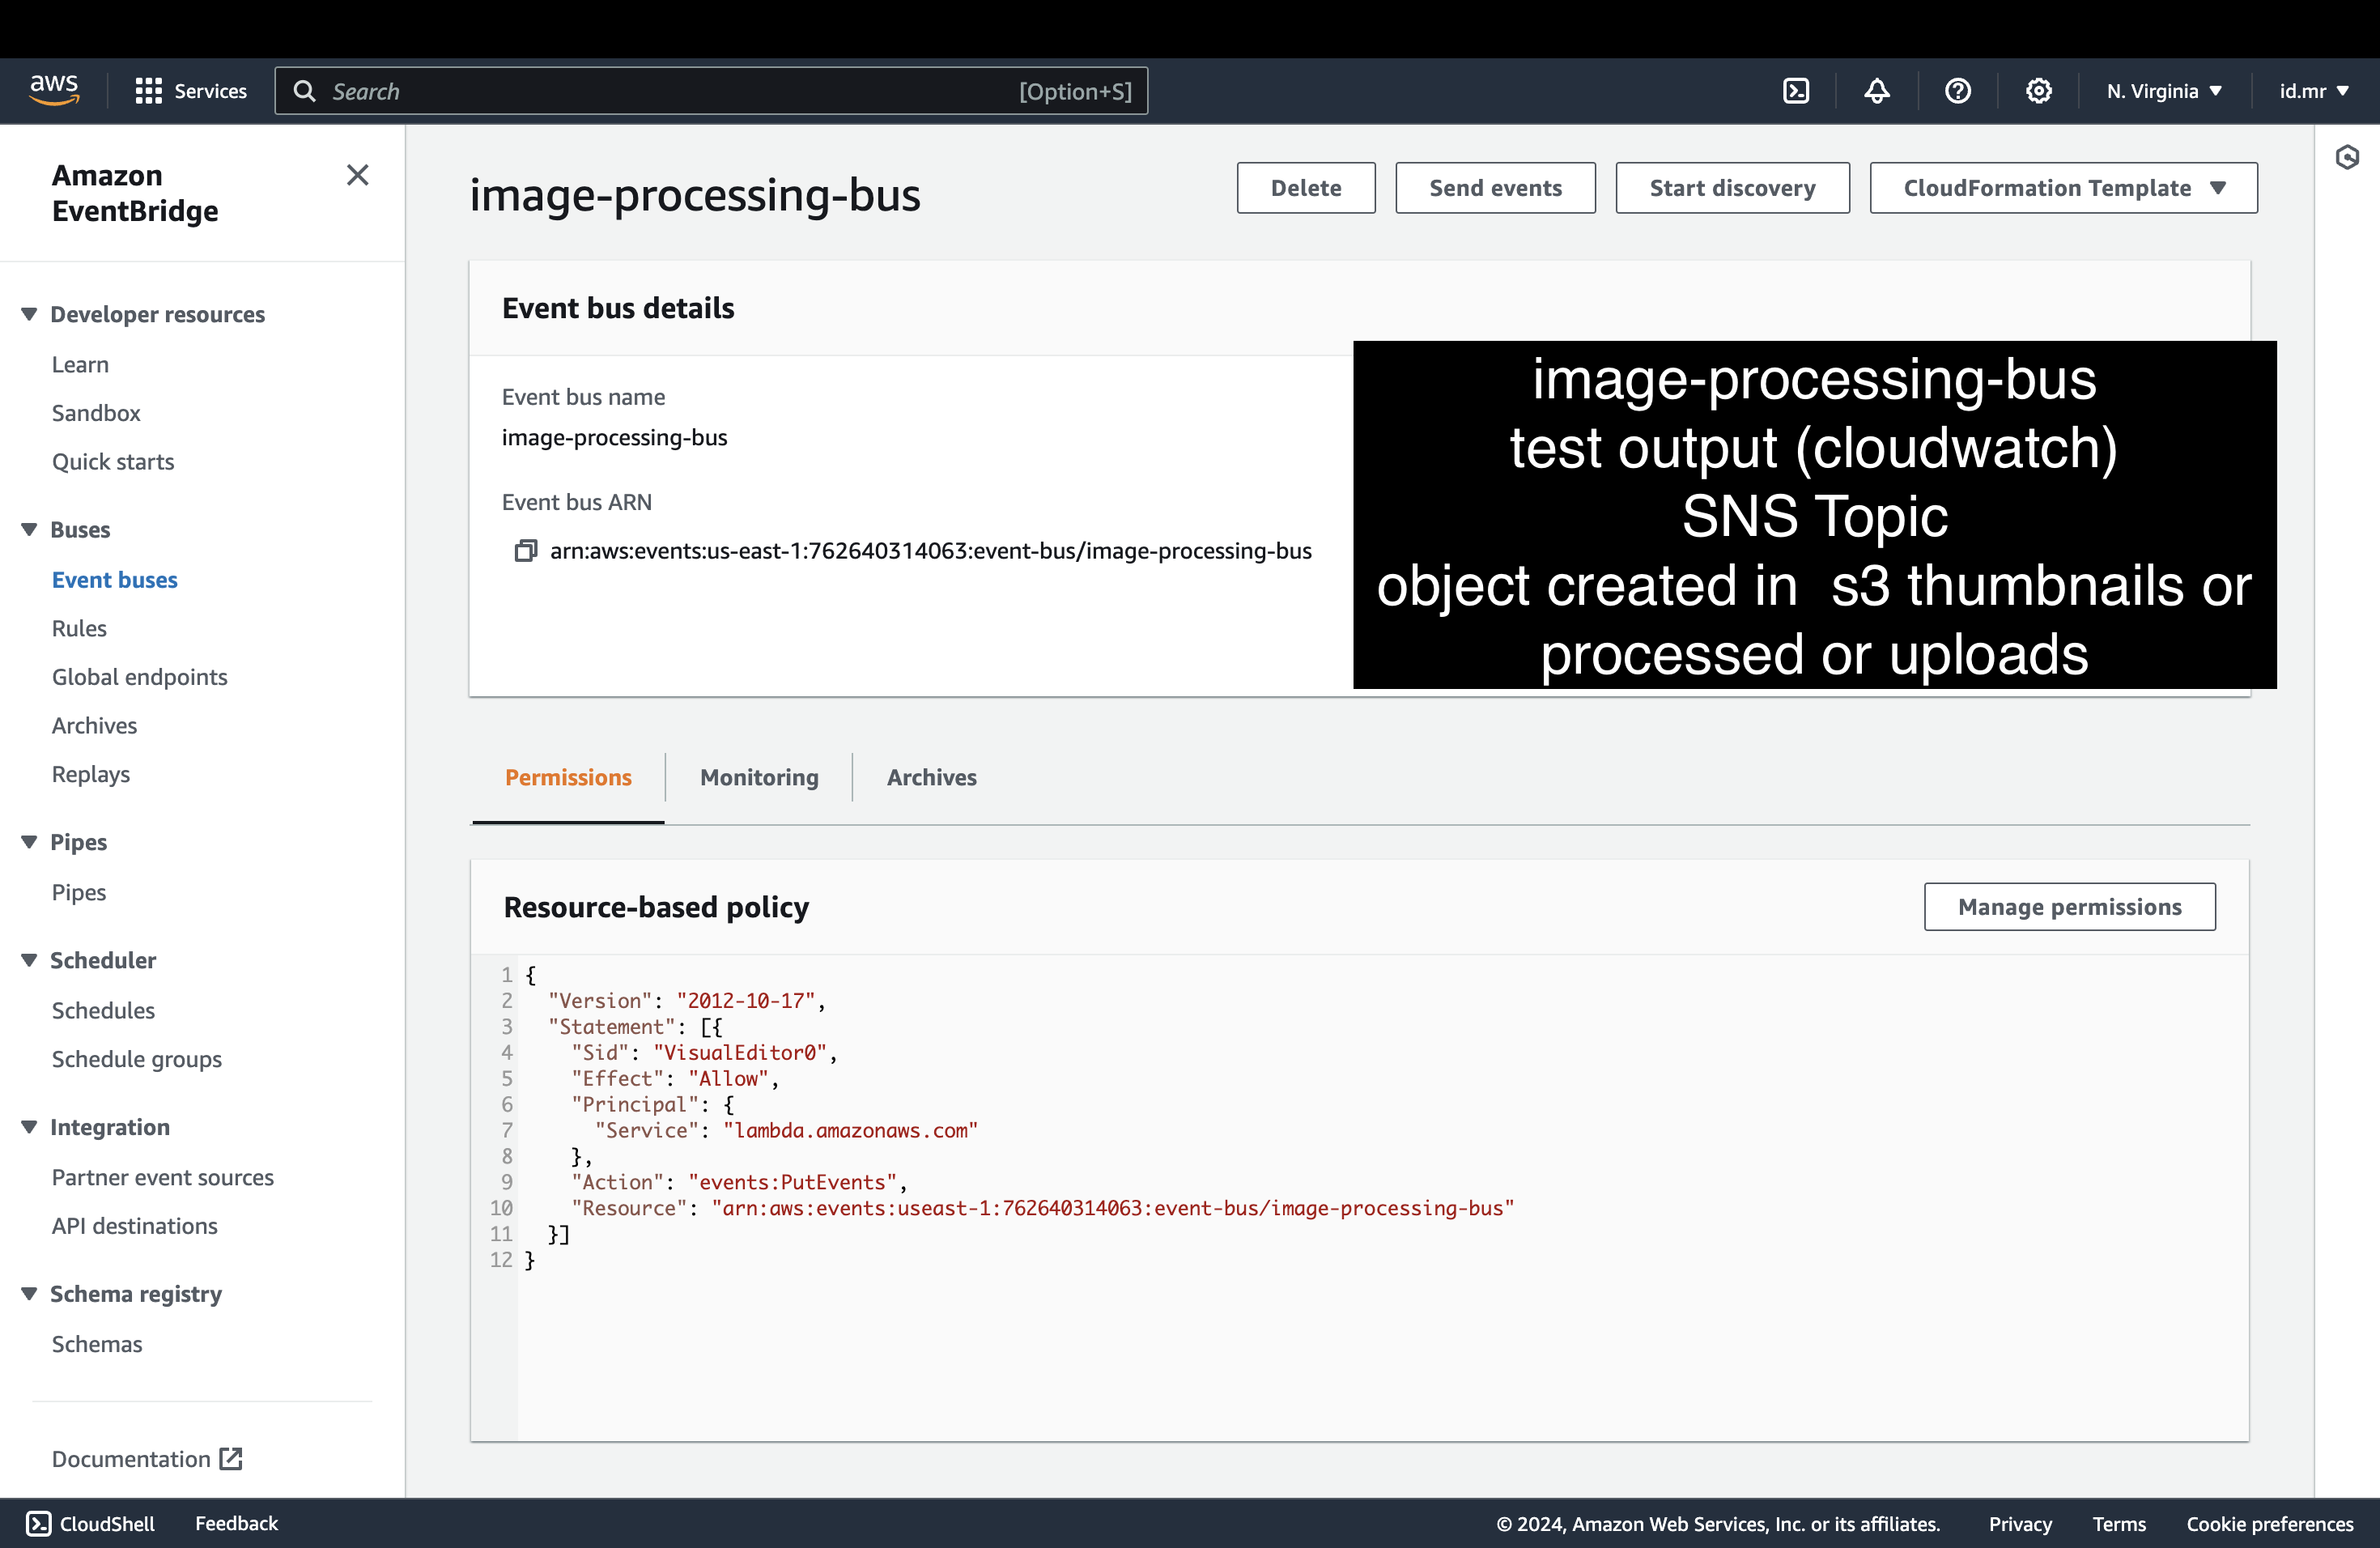 aws
Services
Search
[Option+S]
N. Virginia
id.mr
Amazon
EventBridge
Developer resources
Learn
Sandbox
Quick starts
Buses
Event buses
Rules
Global endpoints
Archives
Replays
Pipes
Pipes
Scheduler
Schedules
Schedule groups
Integration
Partner event sources
API destinations
Schema registry
Schemas
Documentation
image-processing-bus
Delete
Send events
Start discovery
CloudFormation Template
Event bus details
Event bus name
image-processing-bus
Event bus ARN
arn:aws:events:us-east-1:762640314063:event-bus/image-processing-bus
image-processing-bus
test output (cloudwatch)
SNS Topic
object created in  s3 thumbnails or
processed or uploads
Permissions
Monitoring
Archives
Resource-based policy
Manage permissions
1 {
2   "Version": "2012-10-17",
3   "Statement": [{
4     "Sid": "VisualEditor0",
5     "Effect": "Allow",
6     "Principal": {
7       "Service": "lambda.amazonaws.com"
8     },
9     "Action": "events:PutEvents",
10     "Resource": "arn:aws:events:useast-1:762640314063:event-bus/image-processing-bus"
11   }]
12 }
CloudShell
Feedback
© 2024, Amazon Web Services, Inc. or its affiliates.
Privacy
Terms
Cookie preferences